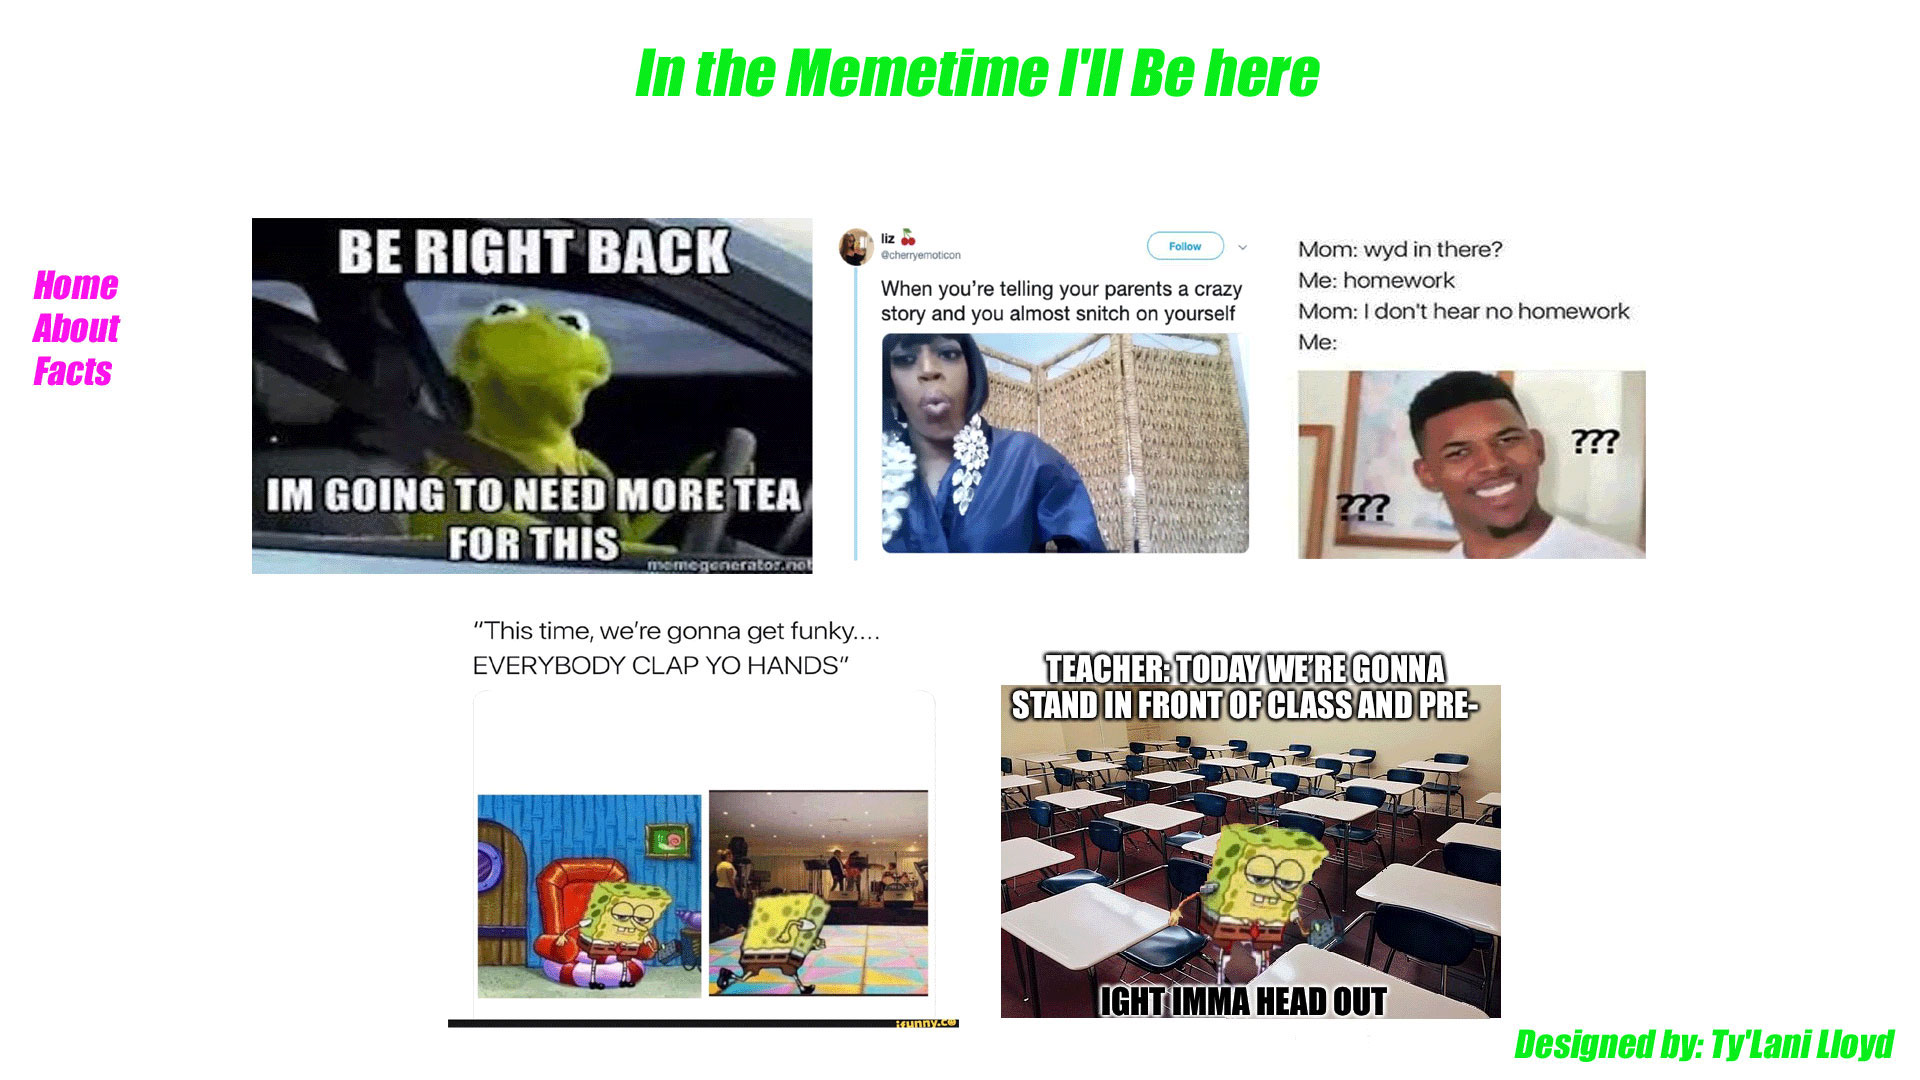 In the Memetime I'll Be here
Home
About
Facts
BE RIGHT BACK
IM GOING TO NEED MORE TEA
FOR THIS
memegenerator.net
liz
@cherryemoticon
Follow
When you're telling your parents a crazy
story and you almost snitch on yourself
Mom: wyd in there?
Me: homework
Mom: I don't hear no homework
Me:
???
???
"This time, we're gonna get funky....
EVERYBODY CLAP YO HANDS"
ifunny.co
TEACHER: TODAY WE'RE GONNA
STAND IN FRONT OF CLASS AND PRE-
IGHT IMMA HEAD OUT
Designed by: Ty'Lani Lloyd